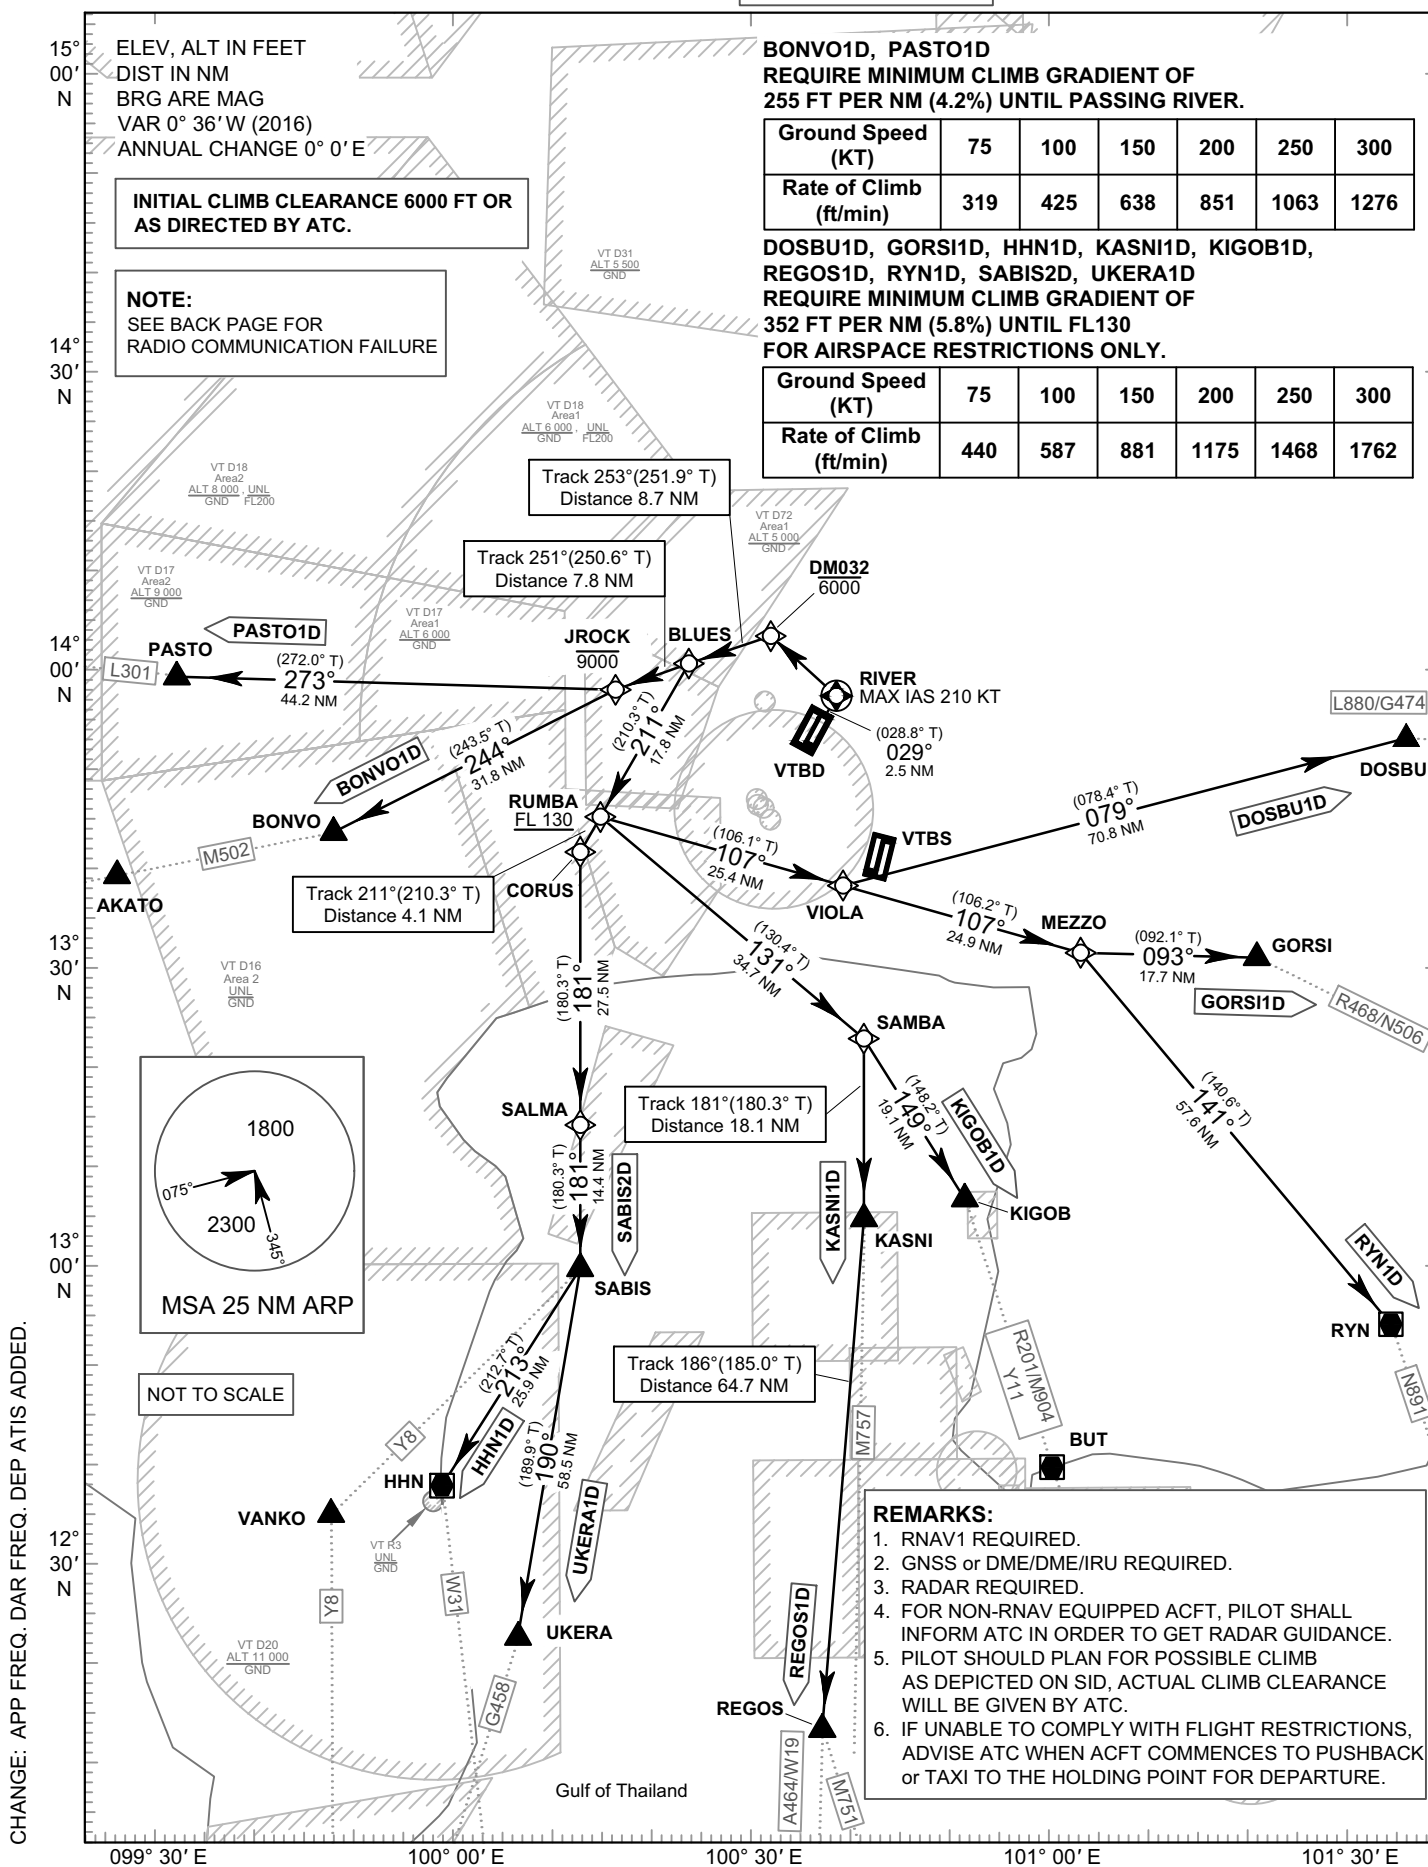 15°
00′
N
ELEV, ALT IN FEET
DIST IN NM
BRG ARE MAG
VAR 0° 36′ W (2016)
ANNUAL CHANGE 0° 0′ E
INITIAL CLIMB CLEARANCE 6000 FT OR
AS DIRECTED BY ATC.
NOTE:
SEE BACK PAGE FOR
RADIO COMMUNICATION FAILURE
BONVO1D, PASTO1D
REQUIRE MINIMUM CLIMB GRADIENT OF
255 FT PER NM (4.2%) UNTIL PASSING RIVER.
Ground Speed (KT) 75 100 150 200 250 300
Rate of Climb (ft/min) 319 425 638 851 1063 1276
DOSBU1D, GORSI1D, HHN1D, KASNI1D, KIGOB1D,
REGOS1D, RYN1D, SABIS2D, UKERA1D
REQUIRE MINIMUM CLIMB GRADIENT OF
352 FT PER NM (5.8%) UNTIL FL130
FOR AIRSPACE RESTRICTIONS ONLY.
Ground Speed (KT) 75 100 150 200 250 300
Rate of Climb (ft/min) 440 587 881 1175 1468 1762
VT D31
ALT 5 500
GND
14°
30′
N
VT D18
Area1
ALT 6 000 , UNL
GND FL200
VT D18
Area2
ALT 8 000 , UNL
GND FL200
Track 253°(251.9° T)
Distance 8.7 NM
VT D72
Area1
ALT 5 000
GND
Track 251°(250.6° T)
Distance 7.8 NM
VT D17
Area2
ALT 9 000
GND
VT D17
Area1
ALT 6 000
GND
DM032
6000
14°
00′
N
PASTO1D
PASTO
L301
(272.0° T)
273°
44.2 NM
JROCK
9000
BLUES
RIVER
MAX IAS 210 KT
(028.8° T)
029°
2.5 NM
VTBD
L880/G474
DOSBU
(210.3° T)
211°
17.8 NM
(243.5° T)
244°
31.8 NM
BONVO1D
BONVO
M502
AKATO
RUMBA
FL 130
CORUS
Track 211°(210.3° T)
Distance 4.1 NM
(106.1° T)
107°
25.4 NM
VTBS
VIOLA
(078.4° T)
079°
70.8 NM
DOSBU1D
(106.2° T)
107°
24.9 NM
MEZZO
(092.1° T)
093°
17.7 NM
GORSI
GORSI1D
R468/N506
13°
30′
N
VT D16
Area 2
UNL
GND
(180.3° T)
181°
27.5 NM
(130.4° T)
131°
34.7 NM
SAMBA
1800
075°
2300
345°
MSA 25 NM ARP
SALMA
Track 181°(180.3° T)
Distance 18.1 NM
(148.2° T)
149°
19.1 NM
KIGOB1D
KIGOB
(140.6° T)
141°
57.6 NM
(180.3° T)
181°
14.4 NM
SABIS2D
KASNI1D
KASNI
13°
00′
N
SABIS
RYN1D
RYN
N891
R201/M904
Y11
NOT TO SCALE
Track 186°(185.0° T)
Distance 64.7 NM
(212.7° T)
213°
25.9 NM
HHN1D
HHN
Y8
VANKO
(189.9° T)
190°
58.5 NM
UKERA1D
M757
BUT
12°
30′
N
VT R3
UNL
GND
Y8
W31
UKERA
VT D20
ALT 11 000
GND
G458
REGOS1D
REGOS
A464/W19
M751
Gulf of Thailand
REMARKS:
1. RNAV1 REQUIRED.
2. GNSS or DME/DME/IRU REQUIRED.
3. RADAR REQUIRED.
4. FOR NON-RNAV EQUIPPED ACFT, PILOT SHALL
INFORM ATC IN ORDER TO GET RADAR GUIDANCE.
5. PILOT SHOULD PLAN FOR POSSIBLE CLIMB
AS DEPICTED ON SID, ACTUAL CLIMB CLEARANCE
WILL BE GIVEN BY ATC.
6. IF UNABLE TO COMPLY WITH FLIGHT RESTRICTIONS,
ADVISE ATC WHEN ACFT COMMENCES TO PUSHBACK
or TAXI TO THE HOLDING POINT FOR DEPARTURE.
099° 30′ E
100° 00′ E
100° 30′ E
101° 00′ E
101° 30′ E
CHANGE: APP FREQ. DAR FREQ. DEP ATIS ADDED.